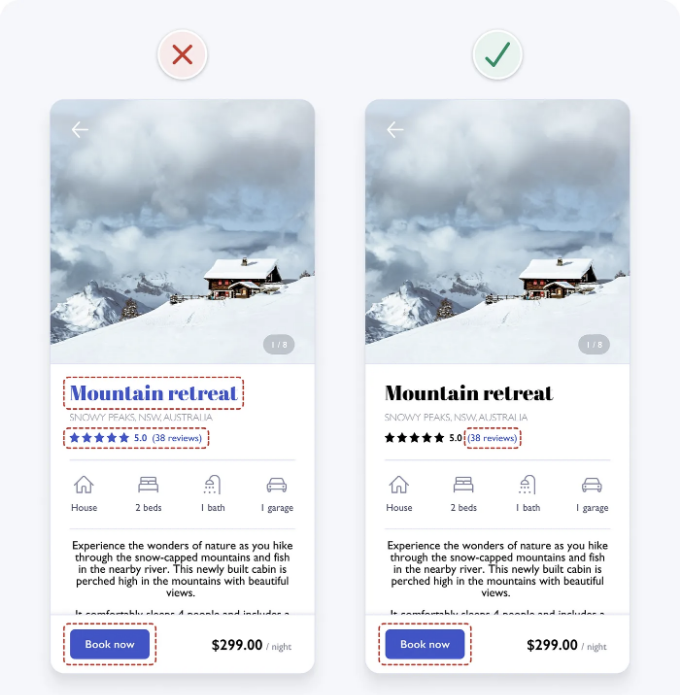 1 / 8
Mountain retreat
SNOWY PEAKS, NSW, AUSTRALIA
5.0 (38 reviews)
House
2 beds
1 bath
1 garage
Experience the wonders of nature as you hike
through the snow-capped mountains and fish
in the nearby river. This newly built cabin is
perched high in the mountains with beautiful
views.
It comfortably sleeps 4 people and includes a
Book now
$299.00 / night
1 / 8
Mountain retreat
SNOWY PEAKS, NSW, AUSTRALIA
5.0 (38 reviews)
House
2 beds
1 bath
1 garage
Experience the wonders of nature as you hike
through the snow-capped mountains and fish
in the nearby river. This newly built cabin is
perched high in the mountains with beautiful
views.
It comfortably sleeps 4 people and includes a
Book now
$299.00 / night